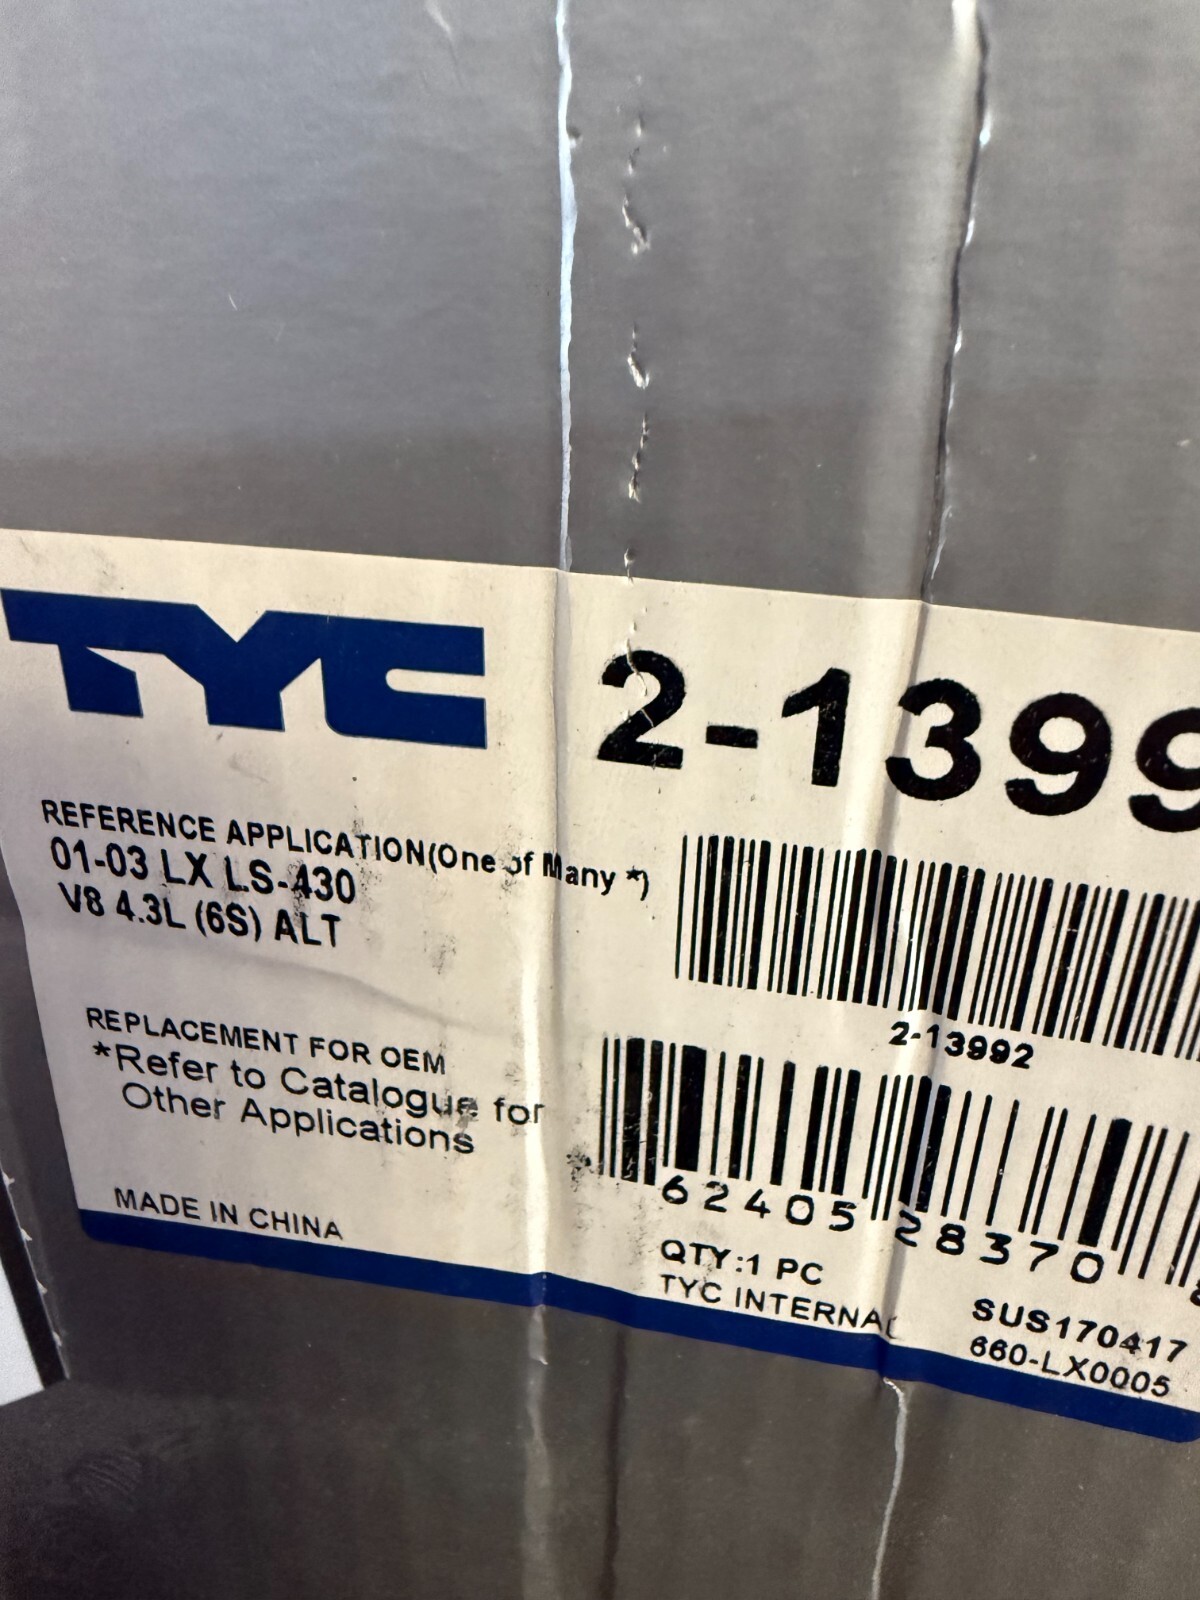 TYC
2-1399
REFERENCE APPLICATION(One of Many *)
01-03 LX LS-430
V8 4.3L (6S) ALT
2-13992
REPLACEMENT FOR OEM
*Refer to Catalogue for
Other Applications
62405 28370
MADE IN CHINA
QTY:1 PC
TYC INTERNA
SUS170417
660-LX0005